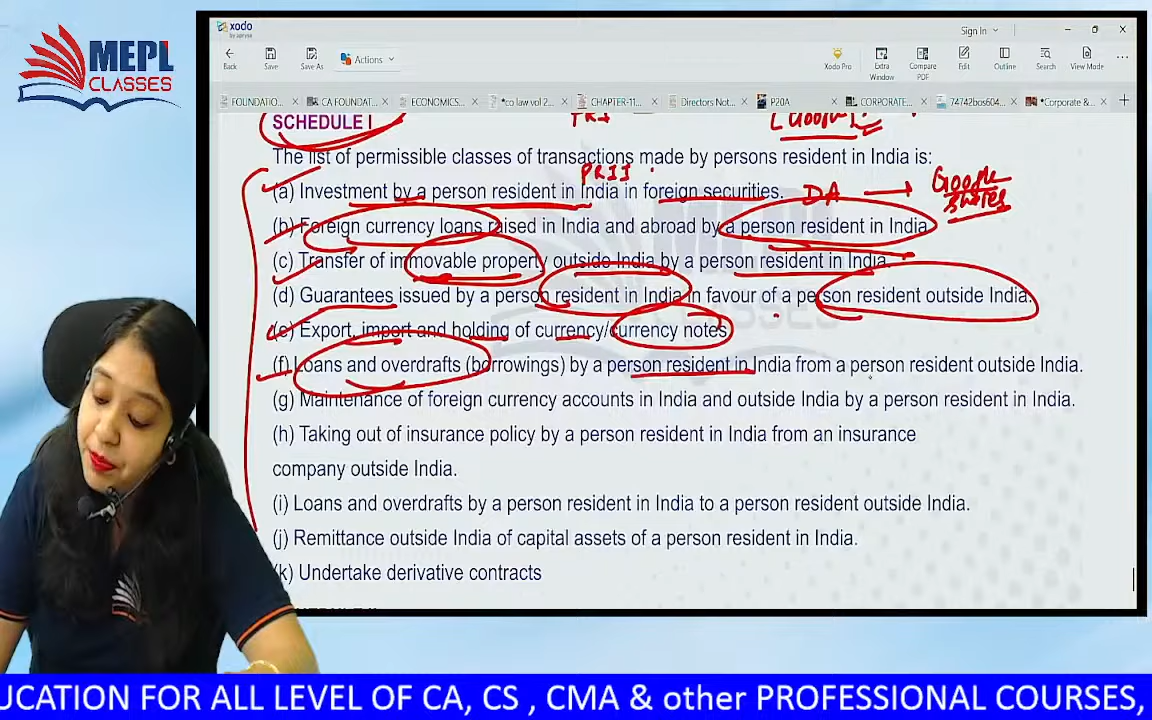 MEPL
CLASSES
xodo
by apryse
Sign In
Back
Save
Save As
Actions
Xodo Pro
Extra
Window
Compare
PDF
Edit
Outline
Search
View Mode
FOUNDATIO...
CA FOUNDAT...
ECONOMICS...
*co law vol 2...
CHAPTER-11...
Directors Not...
P20A
CORPORATE...
74742bos604...
*Corporate &...
SCHEDULE I
[Google]
The list of permissible classes of transactions made by persons resident in India is:
PRII
(a) Investment by a person resident in India in foreign securities.
DA → Google
shares
(b) Foreign currency loans raised in India and abroad by a person resident in India
(c) Transfer of immovable property outside India by a person resident in India.
(d) Guarantees issued by a person resident in India in favour of a person resident outside India.
(e) Export, import and holding of currency/currency notes
(f) Loans and overdrafts (borrowings) by a person resident in India from a person resident outside India.
(g) Maintenance of foreign currency accounts in India and outside India by a person resident in India.
(h) Taking out of insurance policy by a person resident in India from an insurance
company outside India.
(i) Loans and overdrafts by a person resident in India to a person resident outside India.
(j) Remittance outside India of capital assets of a person resident in India.
(k) Undertake derivative contracts
UCATION FOR ALL LEVEL OF CA, CS , CMA & other PROFESSIONAL COURSES,